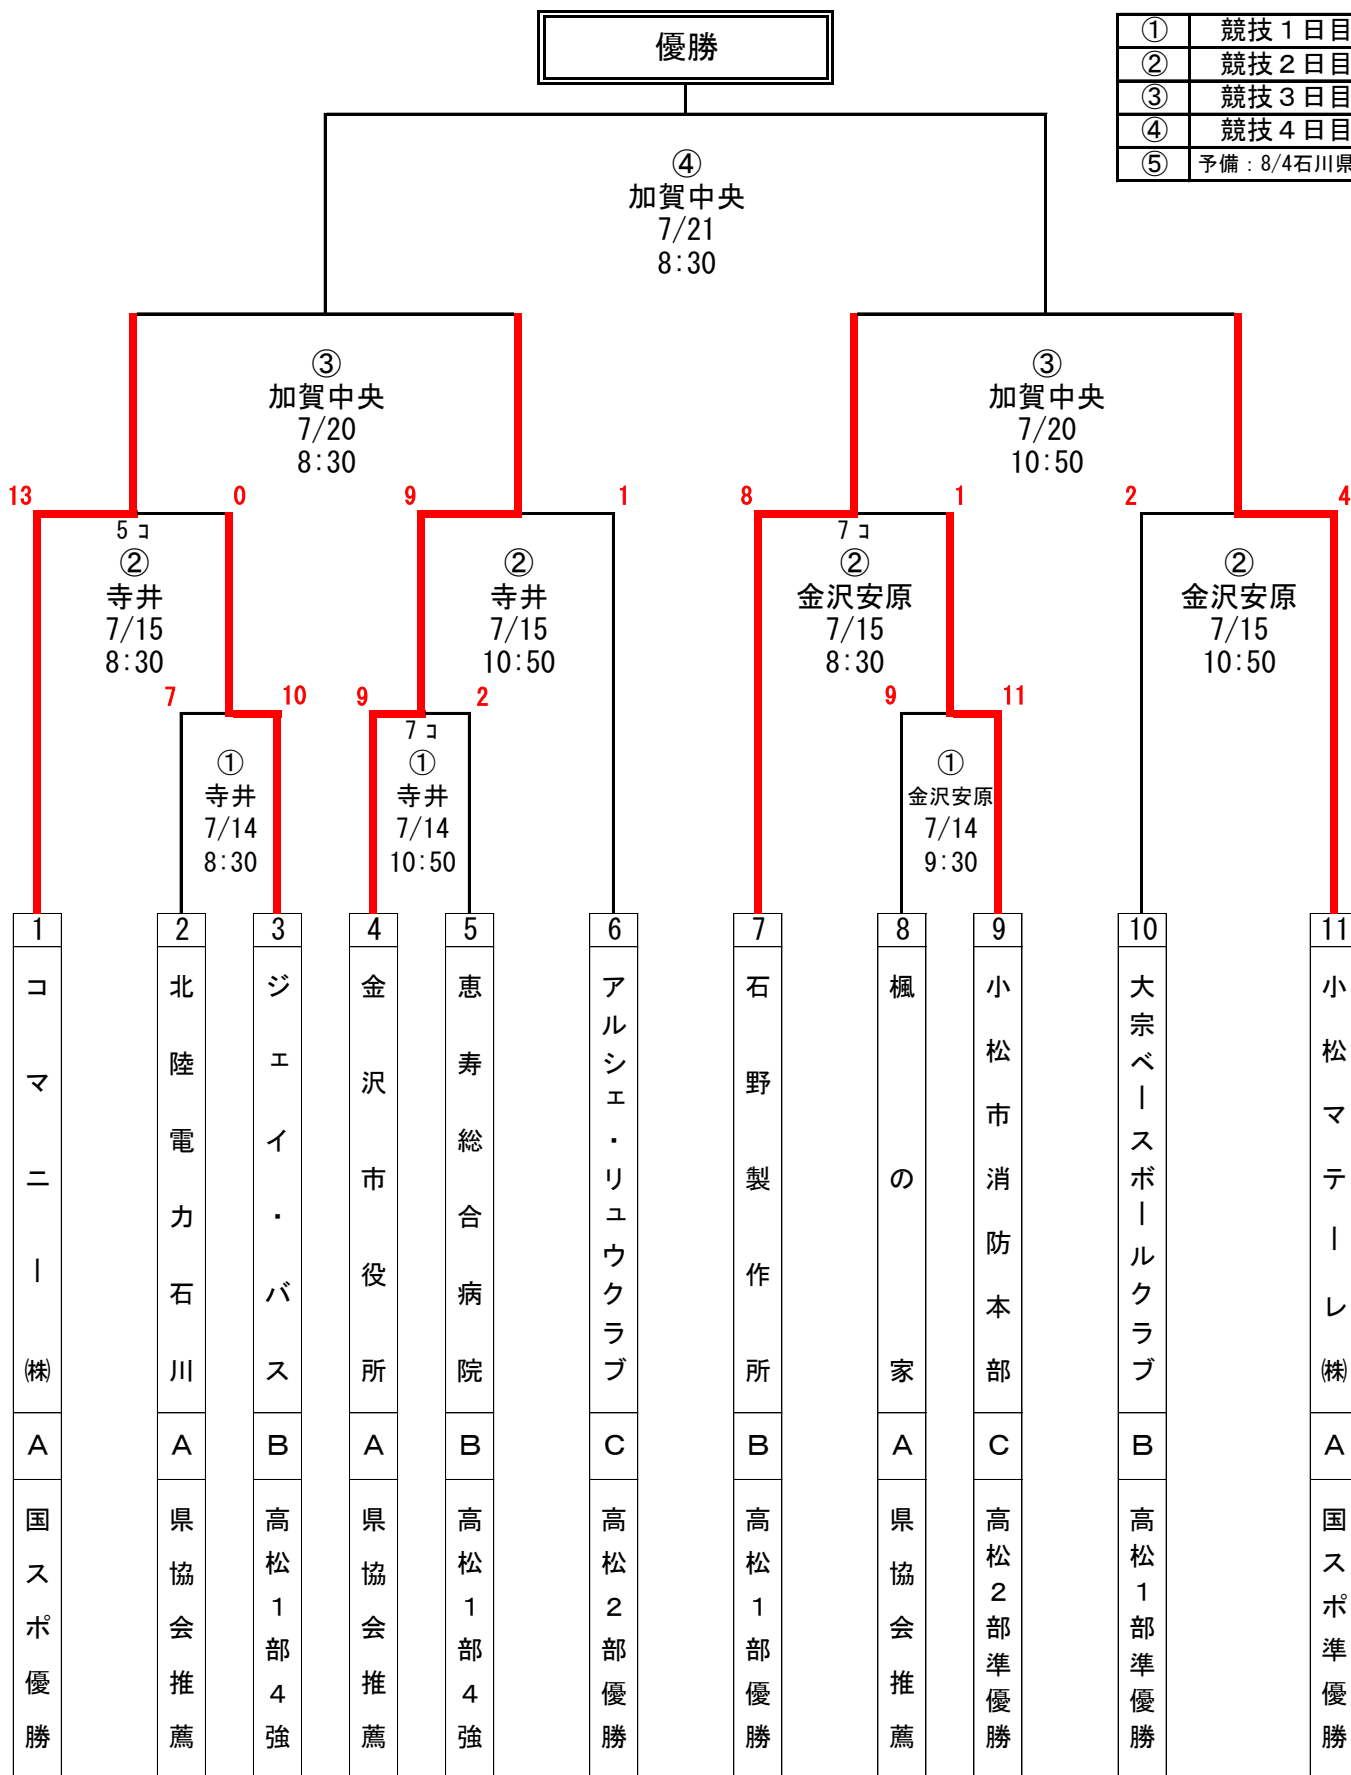 優勝
① 競技1日目
② 競技2日目
③ 競技3日目
④ 競技4日目
⑤ 予備：8/4石川県
④
加賀中央
7/21
8:30
③
加賀中央
7/20
8:30
③
加賀中央
7/20
10:50
13
0
9
1
8
1
2
4
5コ
7コ
②
寺井
7/15
8:30
②
寺井
7/15
10:50
②
金沢安原
7/15
8:30
②
金沢安原
7/15
10:50
7
10
9
2
9
11
7コ
①
寺井
7/14
8:30
①
寺井
7/14
10:50
①
金沢安原
7/14
9:30
1
コマニー㈱
A
国スポ優勝
2
北陸電力石川
A
県協会推薦
3
ジェイ・バス
B
高松1部4強
4
金沢市役所
A
県協会推薦
5
恵寿総合病院
B
高松1部4強
6
アルシェ・リュウクラブ
C
高松2部優勝
7
石野製作所
B
高松1部優勝
8
楓の家
A
県協会推薦
9
小松市消防本部
C
高松2部準優勝
10
大宗ベースボールクラブ
B
高松1部準優勝
11
小松マテーレ㈱
A
国スポ準優勝